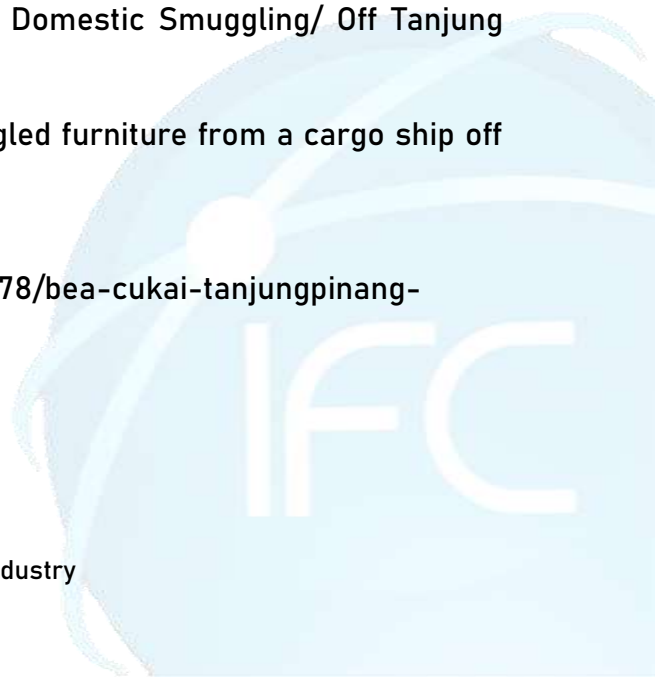 Domestic Smuggling/ Off Tanjung
gled furniture from a cargo ship off
78/bea-cukai-tanjungpinang-
IFC
dustry